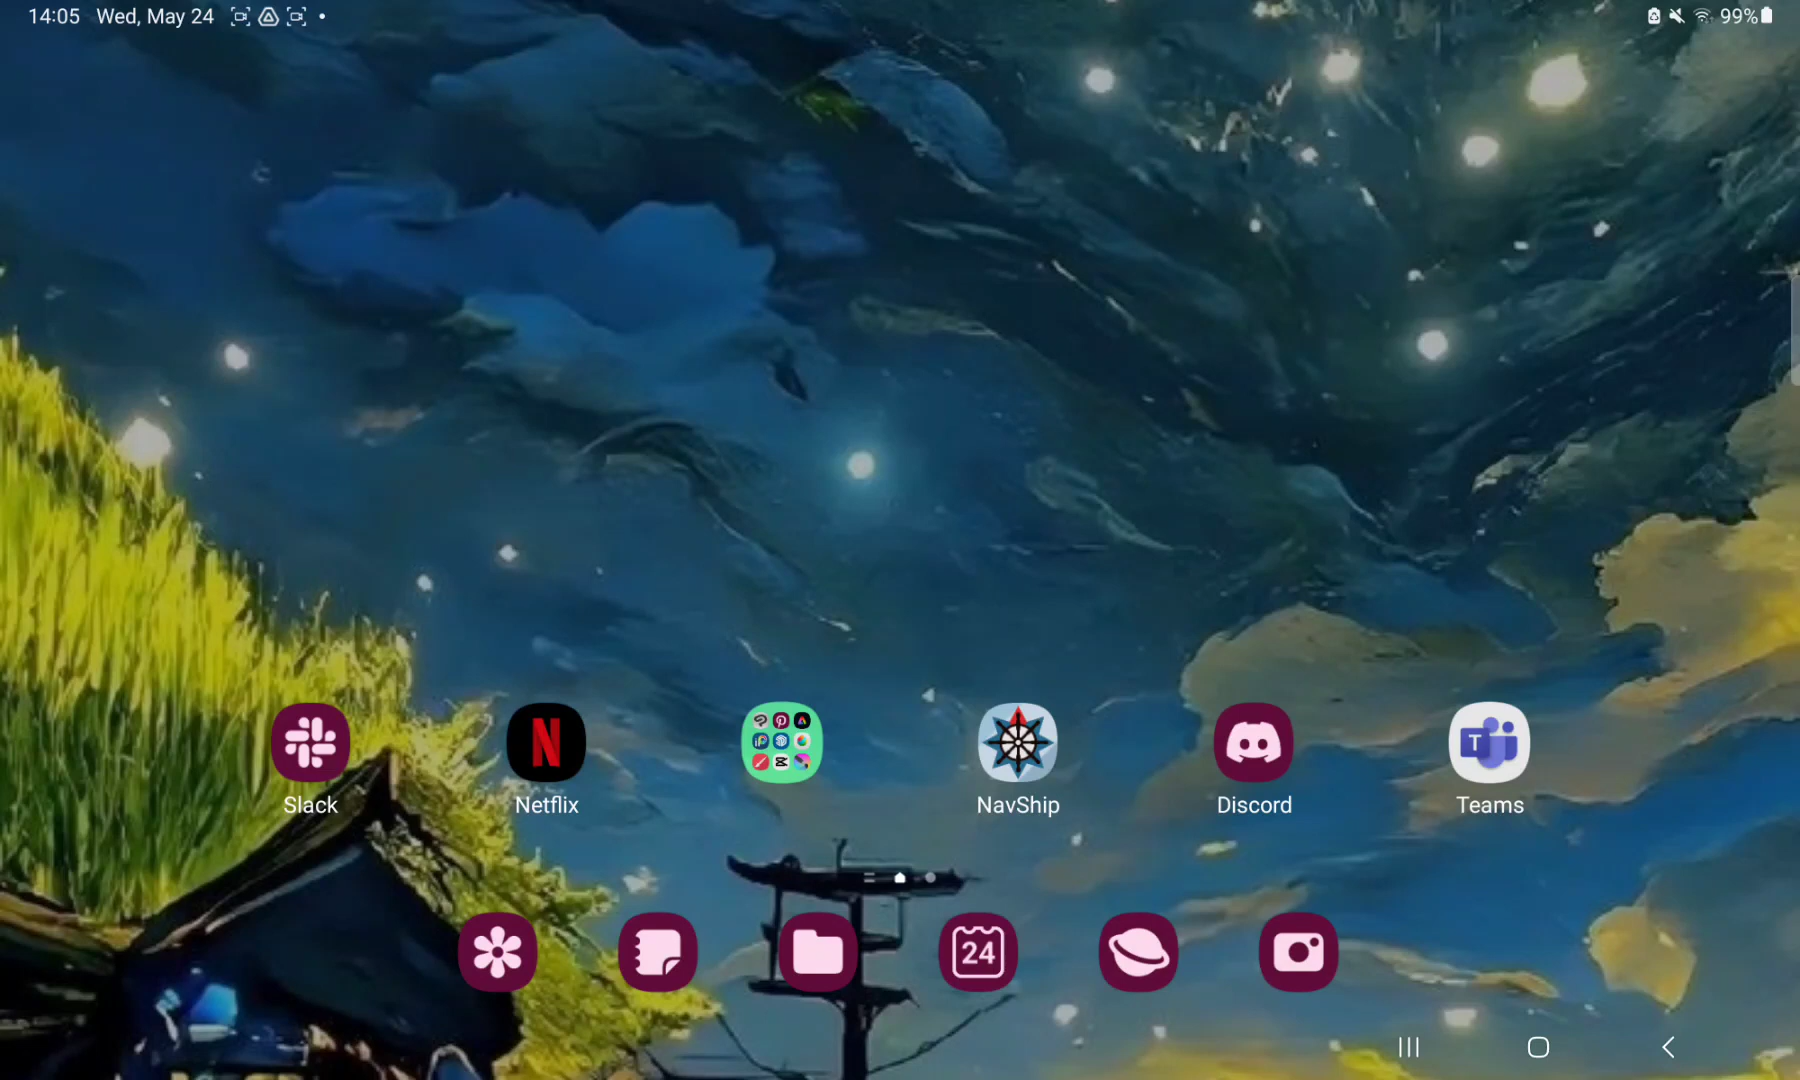 14:05 Wed, May 24
99%
N
T
Slack
Netflix
NavShip
Discord
Teams
24